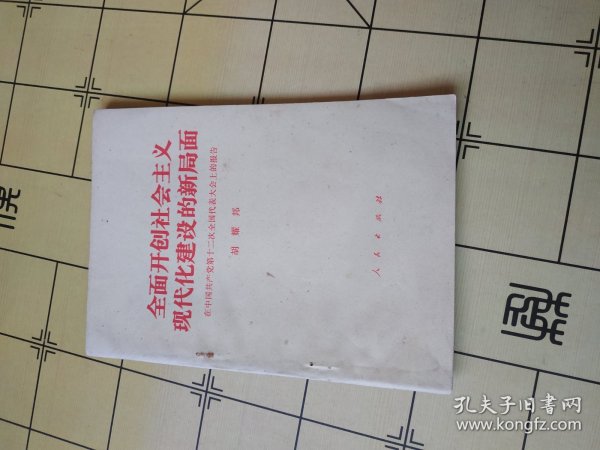 全面开创社会主义
现代化建设的新局面
在中国共产党第十二次全国代表大会上的报告
胡耀邦
人民出版社
孔夫子旧书网
www.kongfz.com